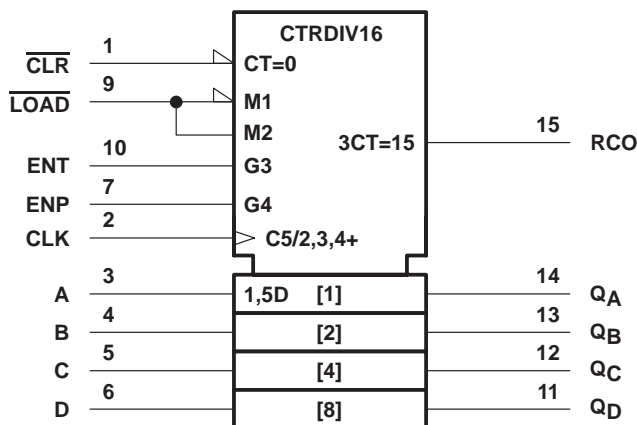 CTRDIV16
CLR 1 CT=0
LOAD 9 M1
M2
3CT=15 15 RCO
ENT 10 G3
ENP 7 G4
CLK 2 C5/2,3,4+
A 3 1,5D [1] 14 QA
B 4 [2] 13 QB
C 5 [4] 12 QC
D 6 [8] 11 QD